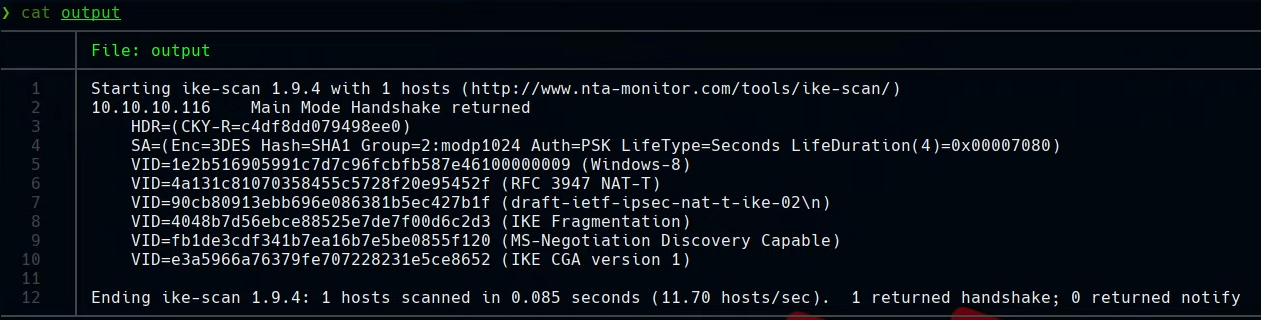 ❯ cat output
File: output
1 Starting ike-scan 1.9.4 with 1 hosts (http://www.nta-monitor.com/tools/ike-scan/)
2 10.10.10.116    Main Mode Handshake returned
3     HDR=(CKY-R=c4df8dd079498ee0)
4     SA=(Enc=3DES Hash=SHA1 Group=2:modp1024 Auth=PSK LifeType=Seconds LifeDuration(4)=0x00007080)
5     VID=1e2b516905991c7d7c96fcbfb587e46100000009 (Windows-8)
6     VID=4a131c81070358455c5728f20e95452f (RFC 3947 NAT-T)
7     VID=90cb80913ebb696e086381b5ec427b1f (draft-ietf-ipsec-nat-t-ike-02\n)
8     VID=4048b7d56ebce88525e7de7f00d6c2d3 (IKE Fragmentation)
9     VID=fb1de3cdf341b7ea16b7e5be0855f120 (MS-Negotiation Discovery Capable)
10     VID=e3a5966a76379fe707228231e5ce8652 (IKE CGA version 1)
11
12 Ending ike-scan 1.9.4: 1 hosts scanned in 0.085 seconds (11.70 hosts/sec).  1 returned handshake; 0 returned notify